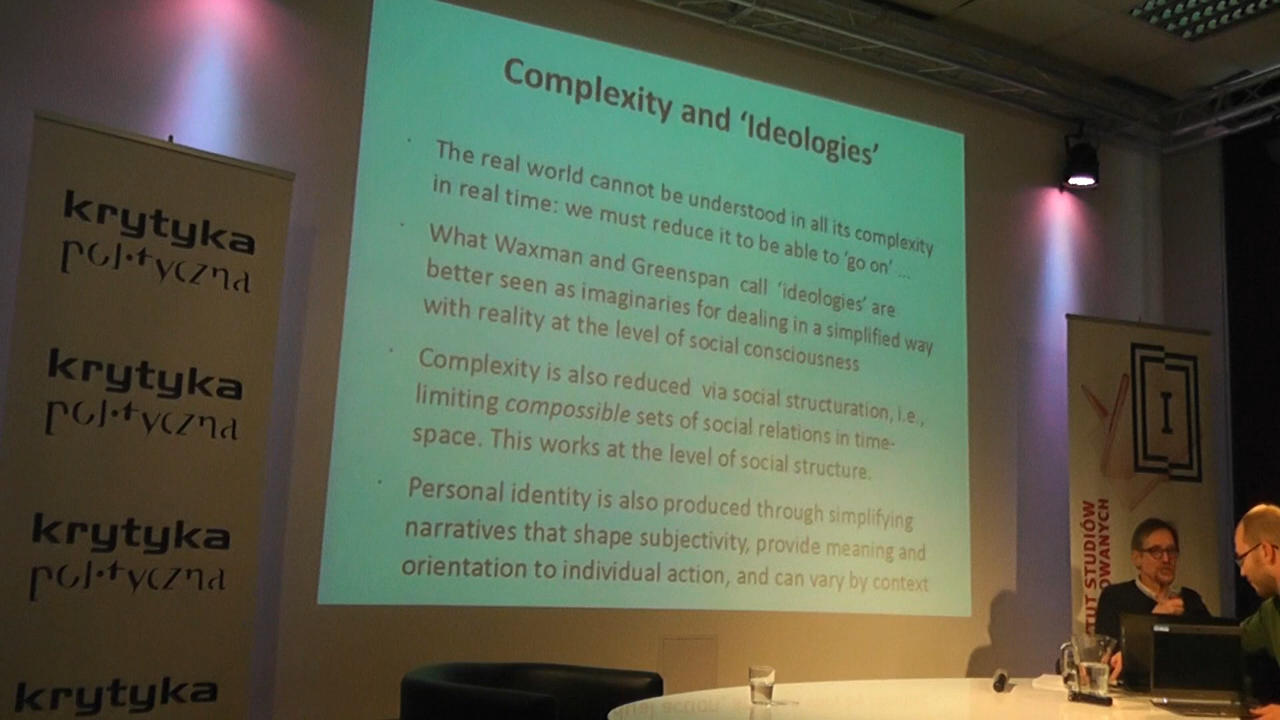 Complexity and ‘Ideologies’
The real world cannot be understood in all its complexity
in real time: we must reduce it to be able to ‘go on’ ...
What Waxman and Greenspan call ‘ideologies’ are
better seen as imaginaries for dealing in a simplified way
with reality at the level of social consciousness
Complexity is also reduced via social structuration, i.e.,
limiting compossible sets of social relations in time-
space. This works at the level of social structure.
Personal identity is also produced through simplifying
narratives that shape subjectivity, provide meaning and
orientation to individual action, and can vary by context
krytyka
polityczna
krytyka
polityczna
krytyka
polityczna
krytyka
I
STUDIÓW